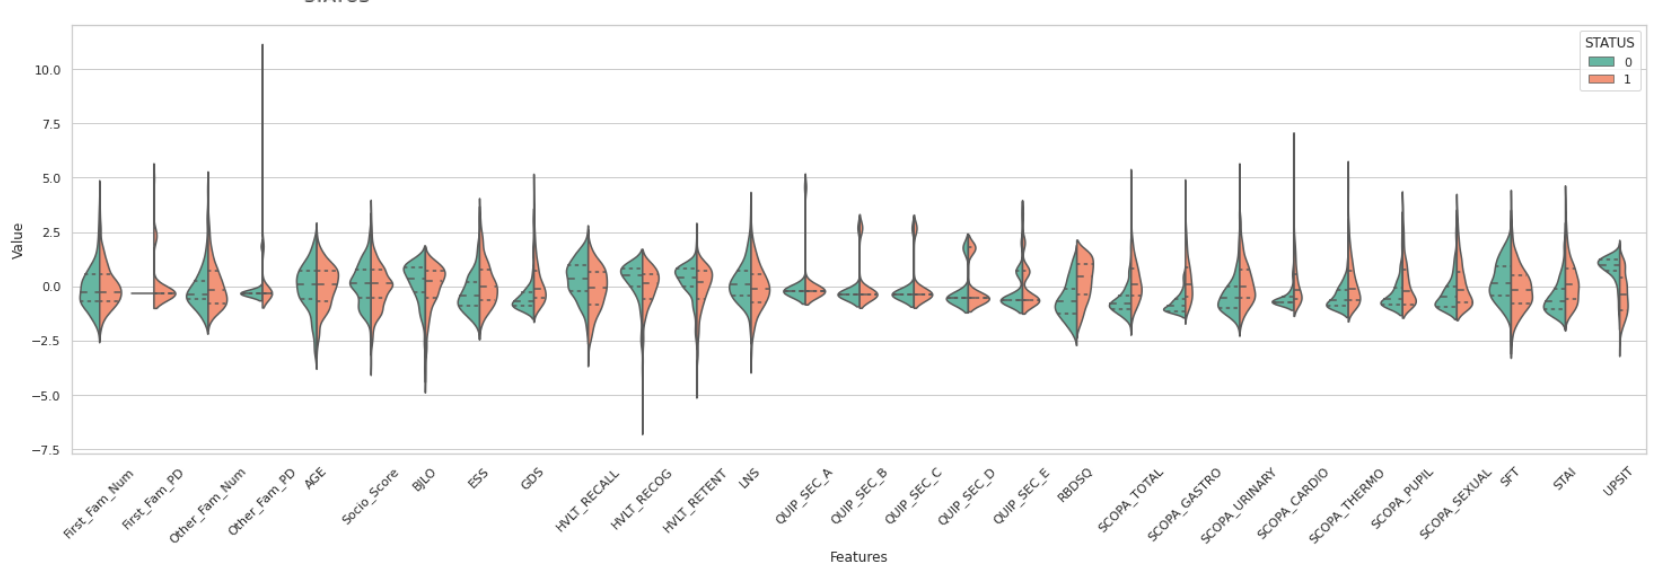 STATUS
10.0
7.5
5.0
2.5
0.0
−2.5
−5.0
−7.5
Value
STATUS
0
1
First_Fam_Num
First_Fam_PD
Other_Fam_Num
Other_Fam_PD
AGE
Socio_Score
BJLO
ESS
GDS
HVLT_RECALL
HVLT_RECOG
HVLT_RETENT
LNS
QUIP_SEC_A
QUIP_SEC_B
QUIP_SEC_C
QUIP_SEC_D
QUIP_SEC_E
RBDSQ
SCOPA_TOTAL
SCOPA_GASTRO
SCOPA_URINARY
SCOPA_CARDIO
SCOPA_THERMO
SCOPA_PUPIL
SCOPA_SEXUAL
SFT
STAI
UPSIT
Features